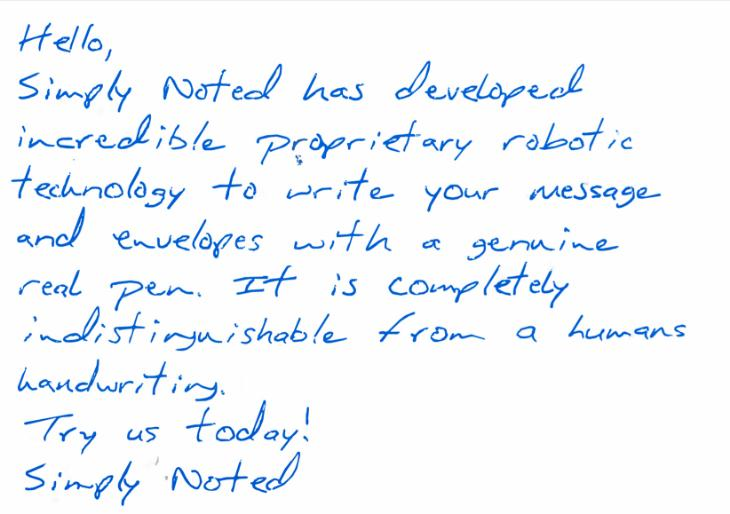 Hello,
Simply Noted has developed
incredible proprietary robotic
technology to write your message
and envelopes with a genuine
real pen. It is completely
indistinguishable from a humans
handwriting.
Try us today!
Simply Noted